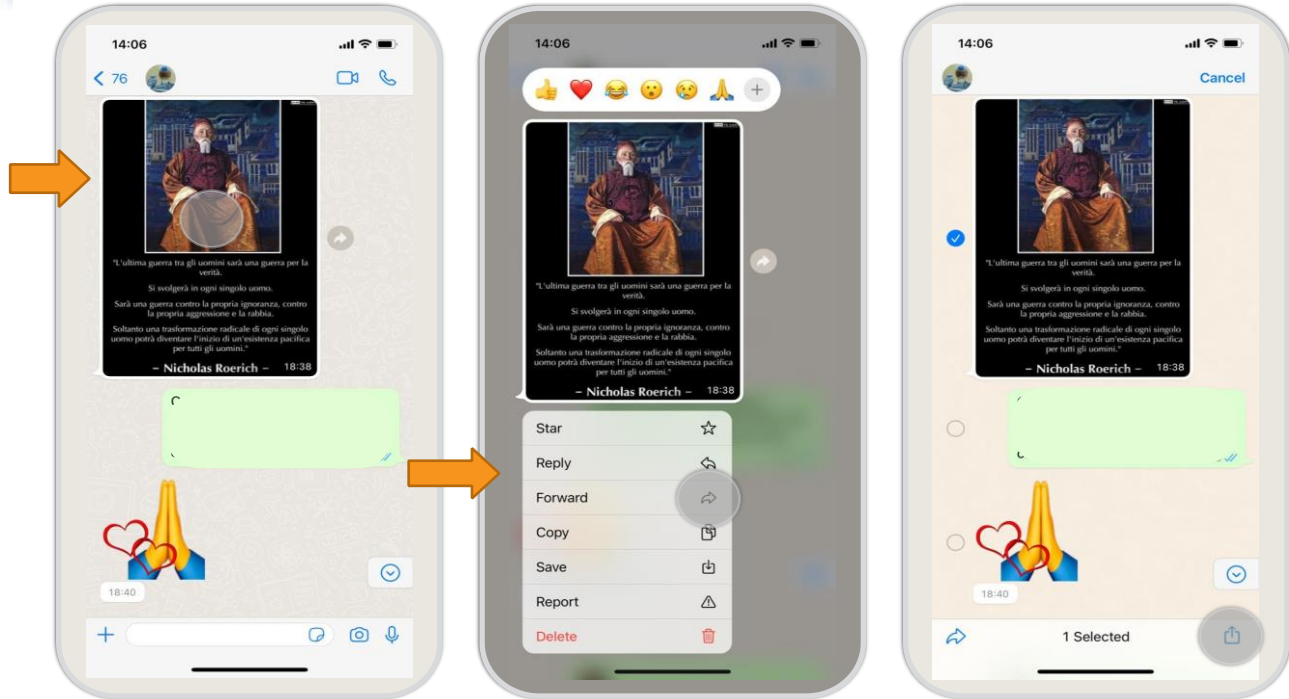 14:06
76
"L'ultima guerra tra gli uomini sarà una guerra per la
verità.
Si svolgerà in ogni singolo uomo.
Sarà una guerra contro la propria ignoranza, contro
la propria aggressione e la rabbia.
Soltanto una trasformazione radicale di ogni singolo
uomo potrà diventare l'inizio di un'esistenza pacifica
per tutti gli uomini."
– Nicholas Roerich –
18:38
18:40
14:06
"L'ultima guerra tra gli uomini sarà una guerra per la
verità.
Si svolgerà in ogni singolo uomo.
Sarà una guerra contro la propria ignoranza, contro
la propria aggressione e la rabbia.
Soltanto una trasformazione radicale di ogni singolo
uomo potrà diventare l'inizio di un'esistenza pacifica
per tutti gli uomini."
– Nicholas Roerich –
18:38
Star
Reply
Forward
Copy
Save
Report
Delete
14:06
Cancel
"L'ultima guerra tra gli uomini sarà una guerra per la
verità.
Si svolgerà in ogni singolo uomo.
Sarà una guerra contro la propria ignoranza, contro
la propria aggressione e la rabbia.
Soltanto una trasformazione radicale di ogni singolo
uomo potrà diventare l'inizio di un'esistenza pacifica
per tutti gli uomini."
– Nicholas Roerich –
18:38
18:40
1 Selected